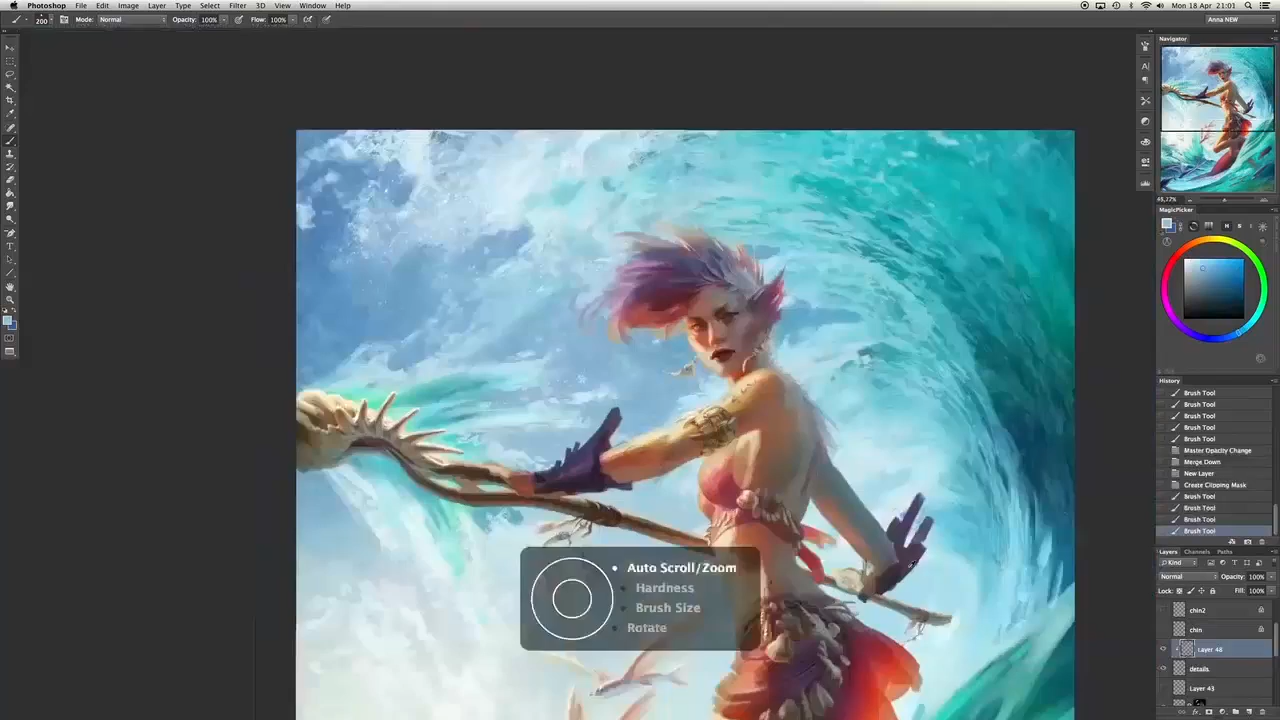 Photoshop File Edit Image Layer Type Select Filter 3D View Window Help Mon 18 Apr 21:01
200 Mode: Normal Opacity: 100% Flow: 100% Anna NEW
Navigator
MagicPicker
H S
History
Brush Tool
Brush Tool
Brush Tool
Brush Tool
Brush Tool
Master Opacity Change
Merge Down
New Layer
Create Clipping Mask
Brush Tool
Brush Tool
Brush Tool
Brush Tool
Layers Channels Paths
Kind
Normal Opacity: 100%
Lock: Fill: 100%
chin2
chin
Layer 48
details
Layer 43
Auto Scroll/Zoom
Hardness
Brush Size
Rotate